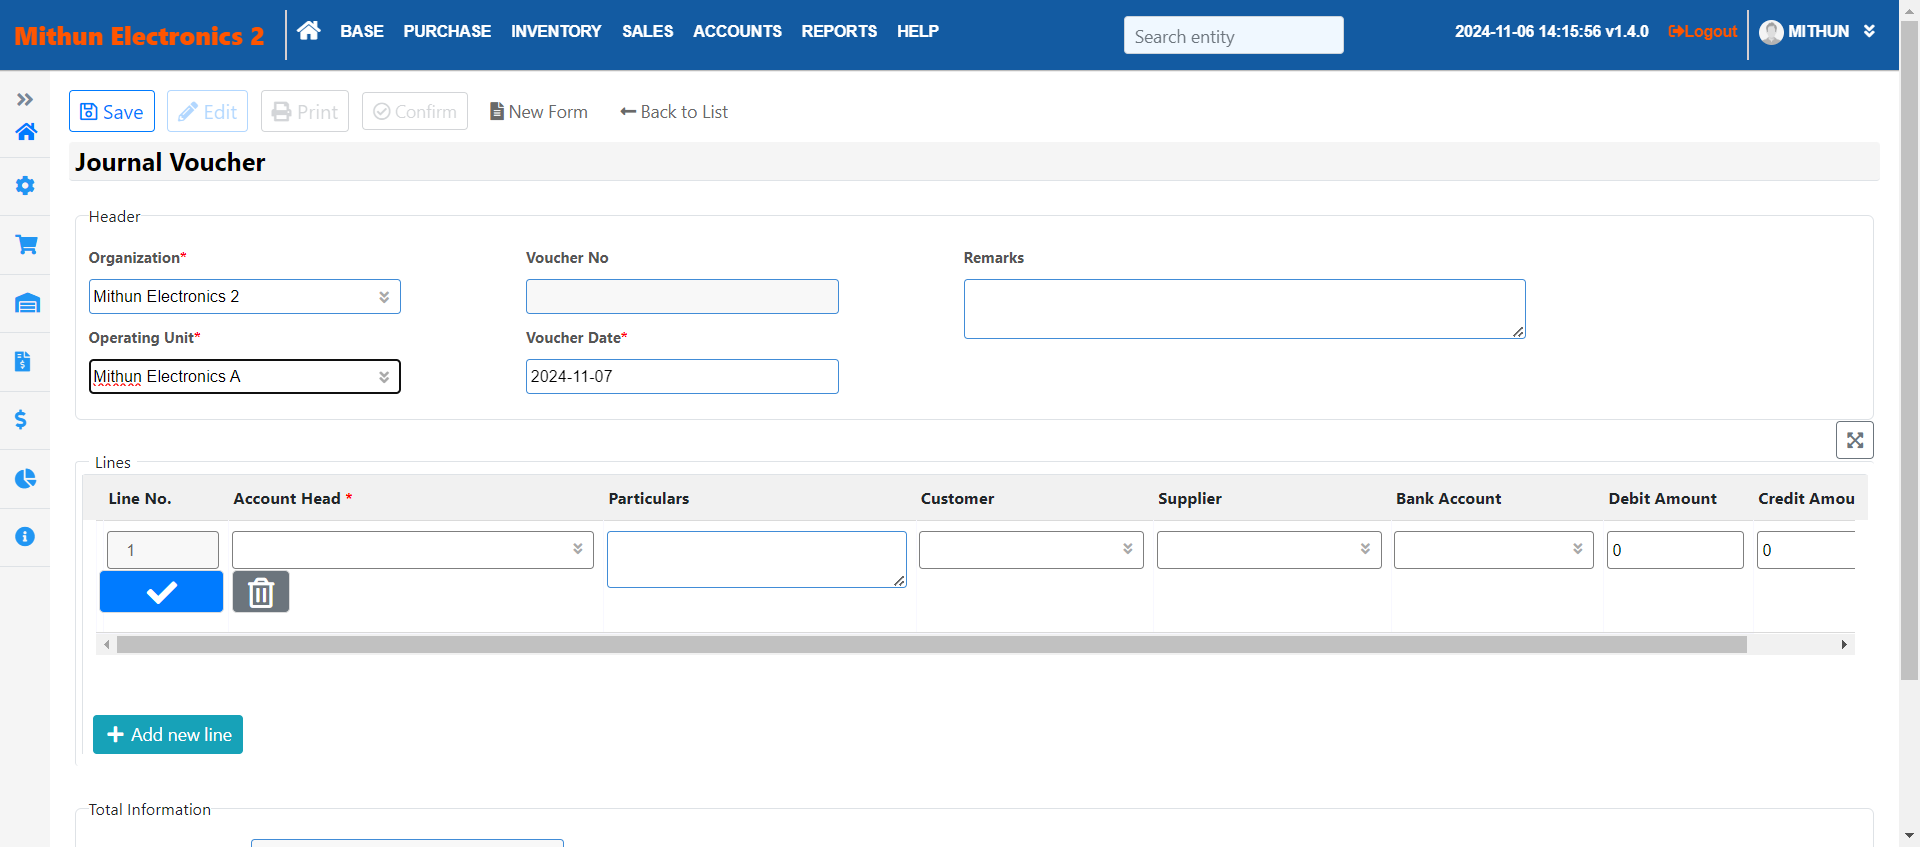 Mithun Electronics 2
BASE PURCHASE INVENTORY SALES ACCOUNTS REPORTS HELP
Search entity
2024-11-06 14:15:56 v1.4.0
Logout
MITHUN
Save Edit Print Confirm New Form Back to List
Journal Voucher
Header
Organization* Voucher No Remarks
Mithun Electronics 2
Operating Unit* Voucher Date*
Mithun Electronics A 2024-11-07
Lines
Line No. Account Head * Particulars Customer Supplier Bank Account Debit Amount Credit Amou
1 0 0
Add new line
Total Information